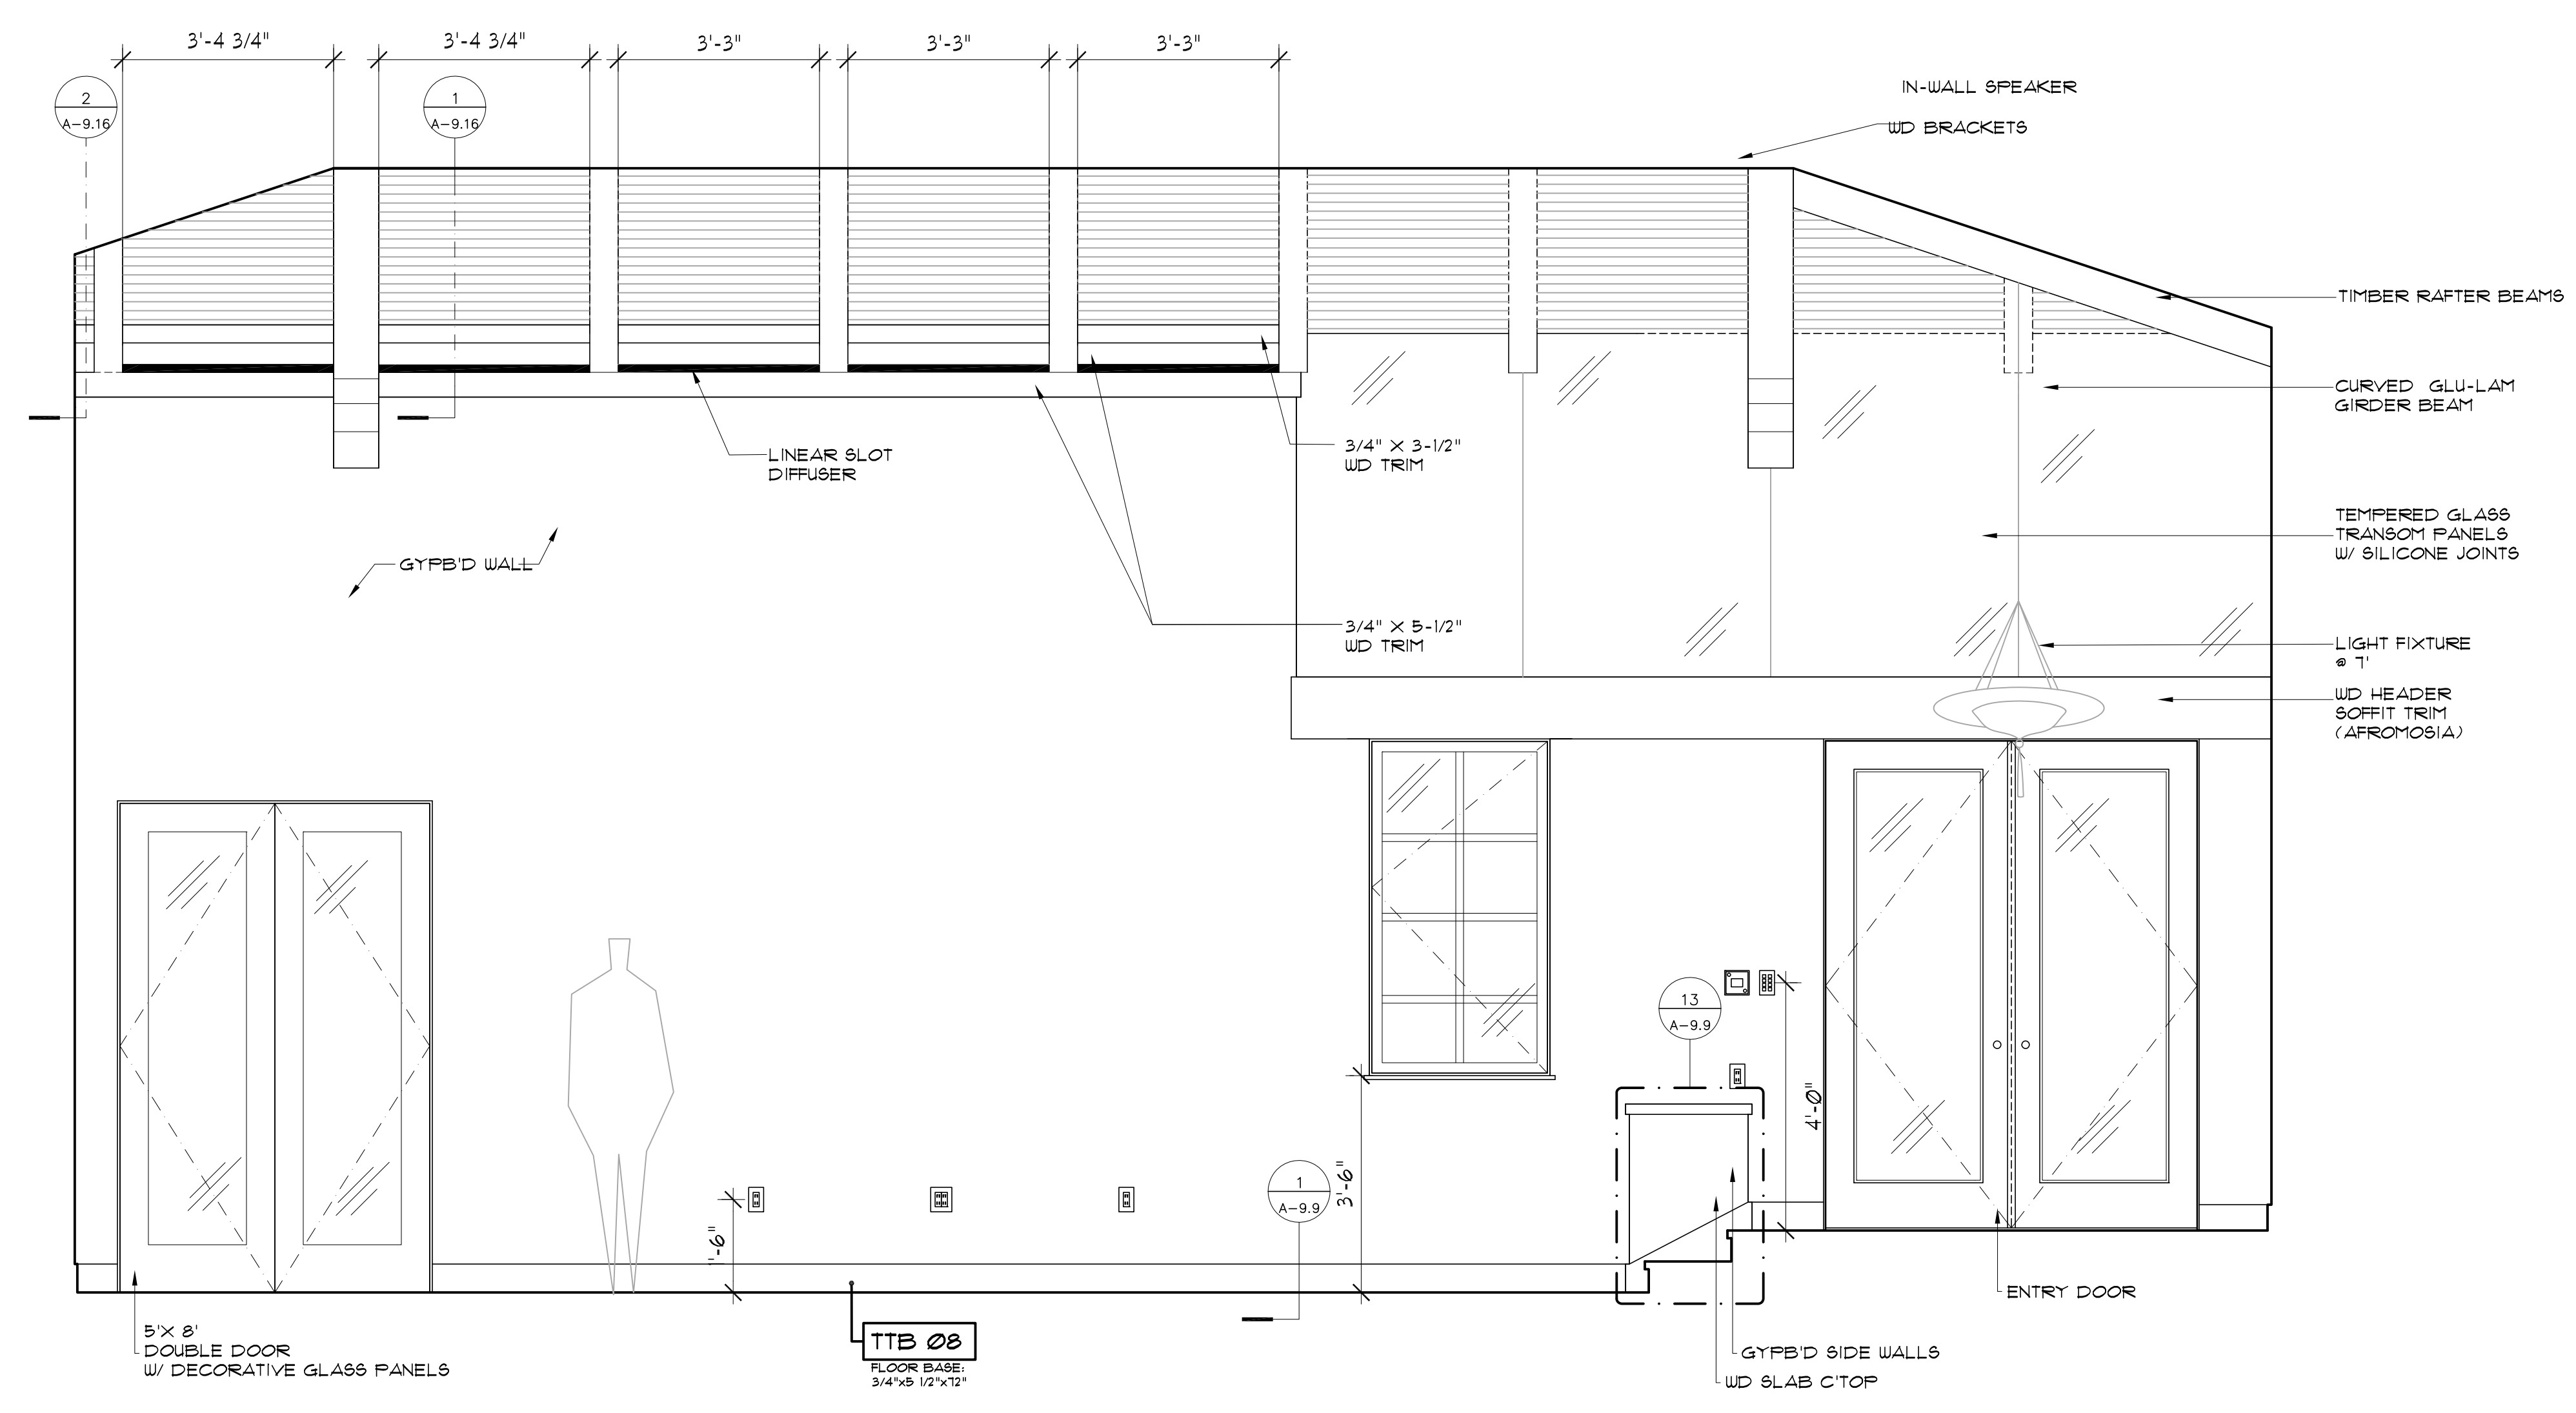 3'-4 3/4"
3'-4 3/4"
3'-3"
3'-3"
3'-3"
2
A-9.16
1
A-9.16
IN-WALL SPEAKER
WD BRACKETS
TIMBER RAFTER BEAMS
CURVED GLU-LAM
GIRDER BEAM
3/4" X 3-1/2"
WD TRIM
LINEAR SLOT
DIFFUSER
TEMPERED GLASS
TRANSOM PANELS
W/ SILICONE JOINTS
GYPB'D WALL
3/4" X 5-1/2"
WD TRIM
LIGHT FIXTURE
@ 7'
WD HEADER
SOFFIT TRIM
(AFROMOSIA)
13
A-9.9
4'-0"
1
A-9.9
3'-6"
1'-6"
ENTRY DOOR
5'X 8'
DOUBLE DOOR
W/ DECORATIVE GLASS PANELS
TTB 08
FLOOR BASE:
3/4"x5 1/2"x72"
GYPB'D SIDE WALLS
WD SLAB C'TOP